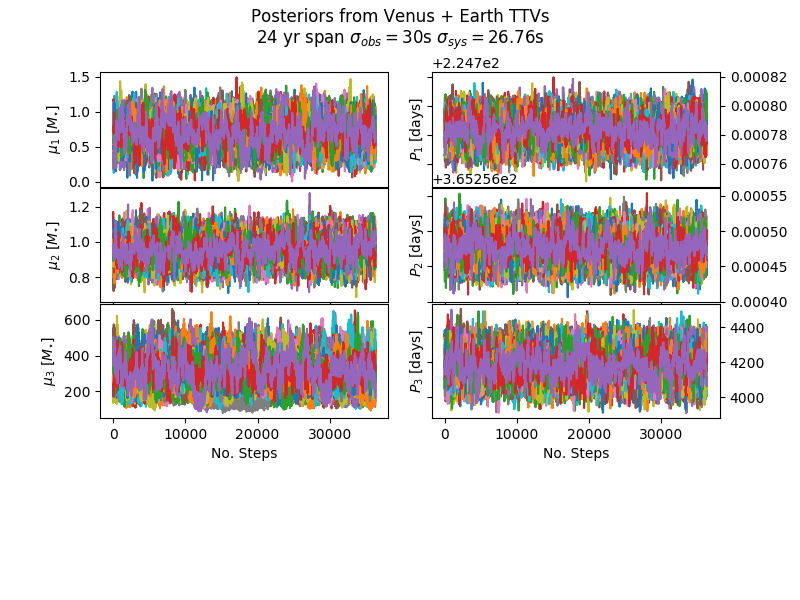 Posteriors from Venus + Earth TTVs
24 yr span σ_obs = 30s σ_sys = 26.76s
+2.247e2
1.5
1.0
0.5
0.0
μ₁ [M⋆]
P₁ [days]
0.00082
0.00080
0.00078
0.00076
+3.65256e2
1.2
1.0
0.8
μ₂ [M⋆]
P₂ [days]
0.00055
0.00050
0.00045
0.00040
600
400
200
μ₃ [M⋆]
P₃ [days]
4400
4200
4000
0 10000 20000 30000
No. Steps
0 10000 20000 30000
No. Steps